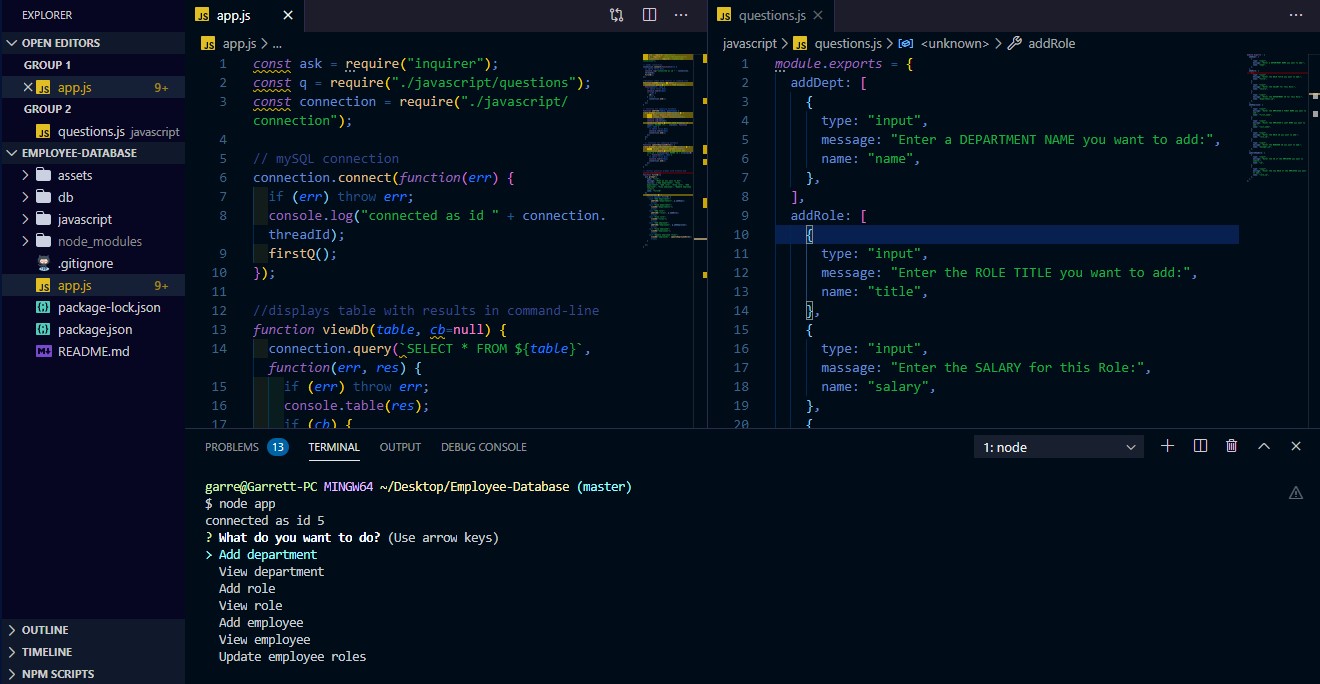 EXPLORER
OPEN EDITORS
GROUP 1
app.js 9+
GROUP 2
questions.js javascript
EMPLOYEE-DATABASE
assets
db
javascript
node_modules
.gitignore
app.js 9+
package-lock.json
package.json
README.md
OUTLINE
TIMELINE
NPM SCRIPTS
app.js
app.js > ...
1 const ask = require("inquirer");
2 const q = require("./javascript/questions");
3 const connection = require("./javascript/
connection");
4
5 // mySQL connection
6 connection.connect(function(err) {
7 if (err) throw err;
8 console.log("connected as id " + connection.
threadId);
9 firstQ();
10 });
11
12 //displays table with results in command-line
13 function viewDb(table, cb=null) {
14 connection.query(`SELECT * FROM ${table}`,
function(err, res) {
15 if (err) throw err;
16 console.table(res);
17 if (cb) {
questions.js
javascript > questions.js > <unknown> > addRole
1 module.exports = {
2 addDept: [
3 {
4 type: "input",
5 message: "Enter a DEPARTMENT NAME you want to add:",
6 name: "name",
7 },
8 ],
9 addRole: [
10 {
11 type: "input",
12 message: "Enter the ROLE TITLE you want to add:",
13 name: "title",
14 },
15 {
16 type: "input",
17 massage: "Enter the SALARY for this Role:",
18 name: "salary",
19 },
20 {
PROBLEMS 13 TERMINAL OUTPUT DEBUG CONSOLE 1: node
garre@Garrett-PC MINGW64 ~/Desktop/Employee-Database (master)
$ node app
connected as id 5
? What do you want to do? (Use arrow keys)
> Add department
View department
Add role
View role
Add employee
View employee
Update employee roles